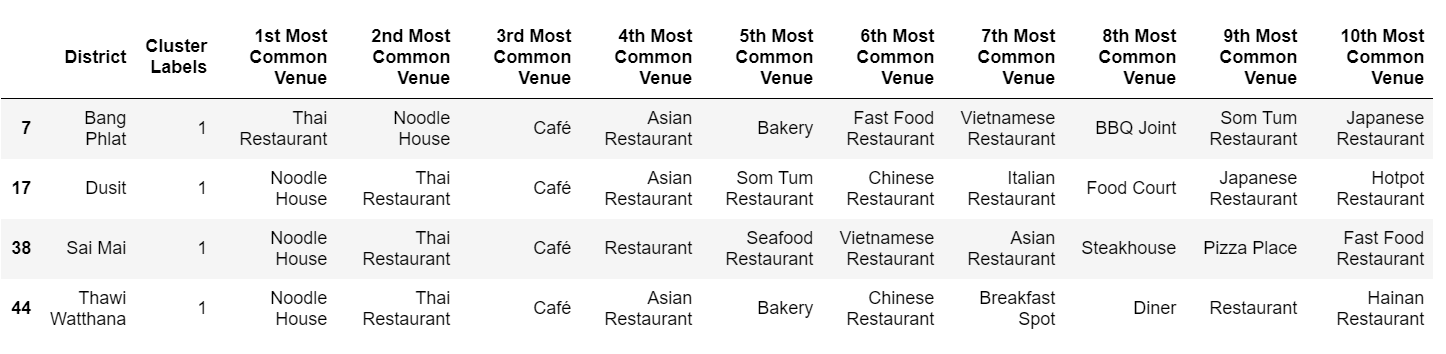 District Cluster Labels 1st Most Common Venue 2nd Most Common Venue 3rd Most Common Venue 4th Most Common Venue 5th Most Common Venue 6th Most Common Venue 7th Most Common Venue 8th Most Common Venue 9th Most Common Venue 10th Most Common Venue
7 Bang Phlat 1 Thai Restaurant Noodle House Café Asian Restaurant Bakery Fast Food Restaurant Vietnamese Restaurant BBQ Joint Som Tum Restaurant Japanese Restaurant
17 Dusit 1 Noodle House Thai Restaurant Café Asian Restaurant Som Tum Restaurant Chinese Restaurant Italian Restaurant Food Court Japanese Restaurant Hotpot Restaurant
38 Sai Mai 1 Noodle House Thai Restaurant Café Restaurant Seafood Restaurant Vietnamese Restaurant Asian Restaurant Steakhouse Pizza Place Fast Food Restaurant
44 Thawi Watthana 1 Noodle House Thai Restaurant Café Asian Restaurant Bakery Chinese Restaurant Breakfast Spot Diner Restaurant Hainan Restaurant